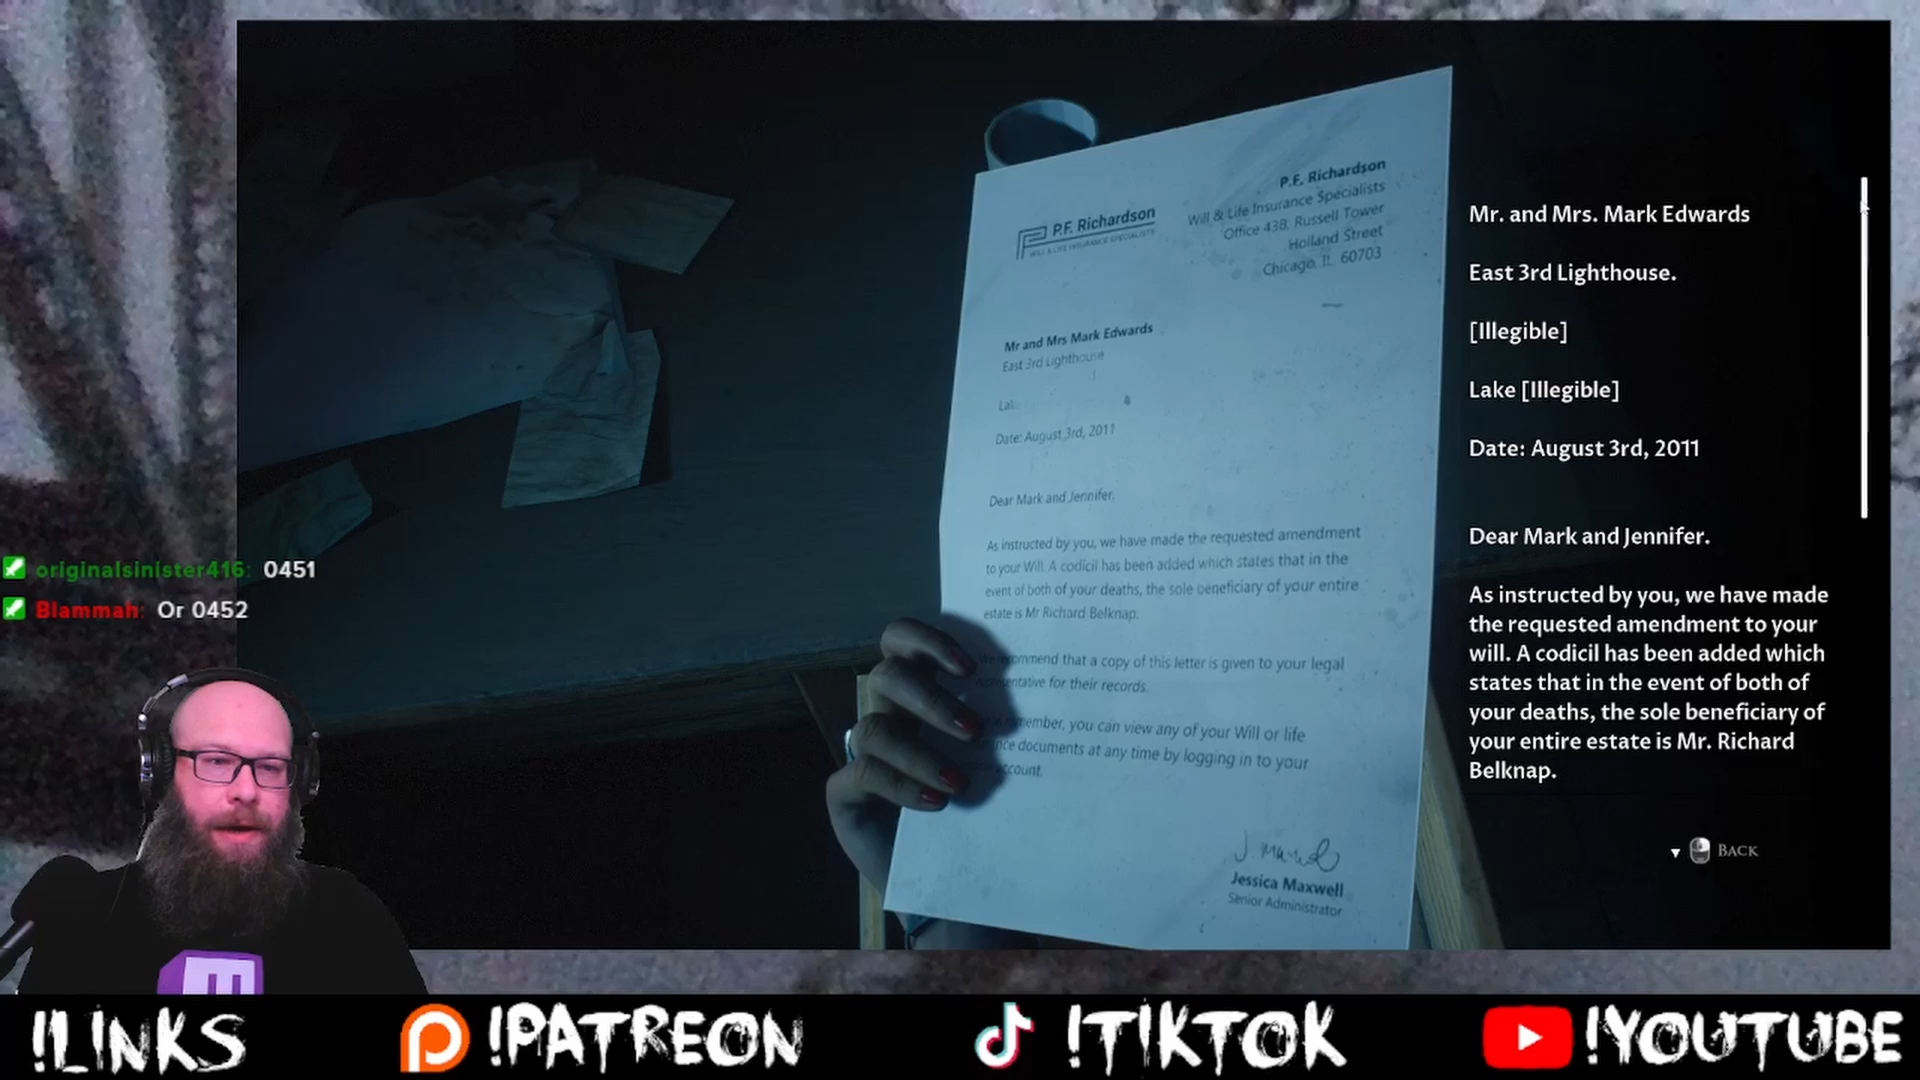 P.F. Richardson
WILL & LIFE INSURANCE SPECIALISTS
P.F. Richardson
Will & Life Insurance Specialists
Office 438, Russell Tower
Holland Street
Chicago, IL 60703
Mr and Mrs Mark Edwards
East 3rd Lighthouse
Date: August 3rd, 2011
Dear Mark and Jennifer.
As instructed by you, we have made the requested amendment
to your Will. A codicil has been added which states that in the
event of both of your deaths, the sole beneficiary of your entire
estate is Mr Richard Belknap.
recommend that a copy of this letter is given to your legal
for their records.
you can view any of your Will or life
documents at any time by logging in to your
Jessica Maxwell
Senior Administrator
Mr. and Mrs. Mark Edwards
East 3rd Lighthouse.
[Illegible]
Lake [Illegible]
Date: August 3rd, 2011
Dear Mark and Jennifer.
As instructed by you, we have made
the requested amendment to your
will. A codicil has been added which
states that in the event of both of
your deaths, the sole beneficiary of
your entire estate is Mr. Richard
Belknap.
BACK
originalsinister416: 0451
Blammah: Or 0452
!LINKS
!PATREON
!TIKTOK
!YOUTUBE